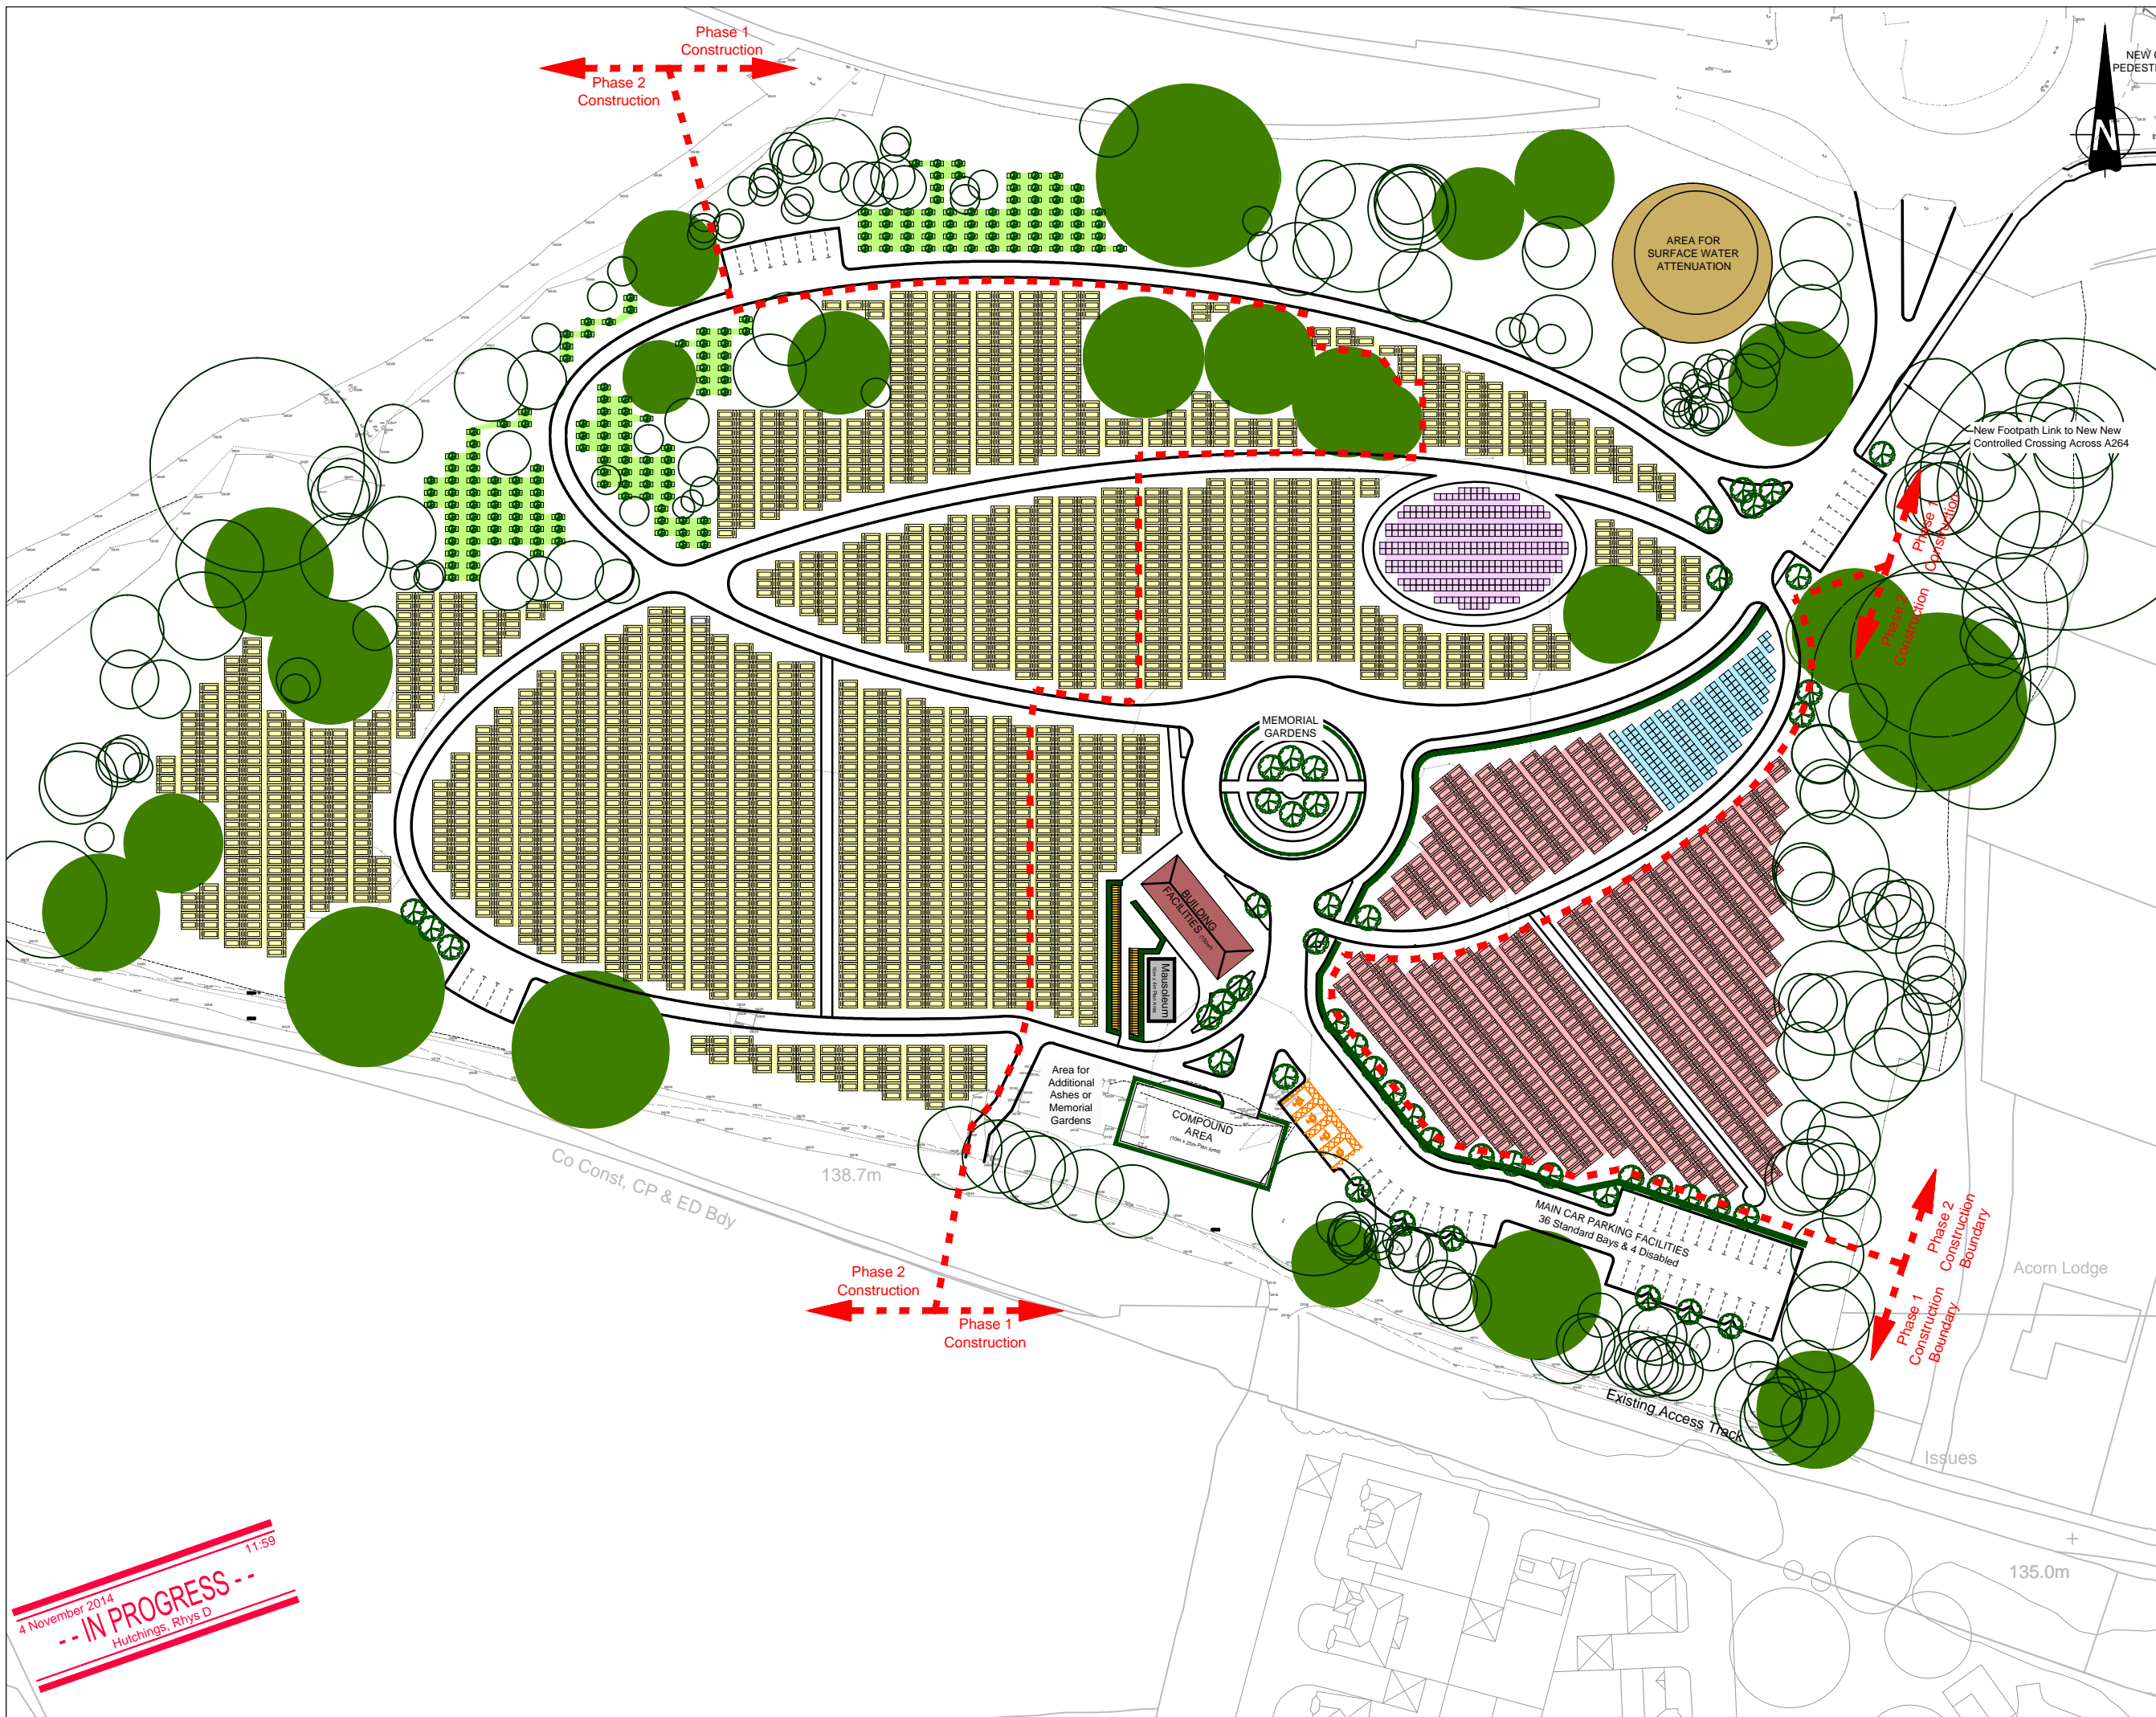 Phase 1
Construction
Phase 2
Construction
NEW
PEDEST
N
AREA FOR
SURFACE WATER
ATTENUATION
New Footpath Link to New New
Controlled Crossing Across A264
Phase 1
Construction
Phase 2
Construction
MEMORIAL
GARDENS
BUILDING
FACILITIES
Mausoleum
Area for
Additional
Ashes or
Memorial
Gardens
COMPOUND
AREA
(10m x 25m Plan Area)
MAIN CAR PARKING FACILITIES
36 Standard Bays & 4 Disabled
Co Const, CP & ED Bdy
138.7m
Phase 2
Construction
Phase 1
Construction
Phase 2
Construction
Boundary
Phase 1
Construction
Boundary
Acorn Lodge
Existing Access Track
Issues
135.0m
4 November 2014
11:59
- - IN PROGRESS - -
Hutchings, Rhys D